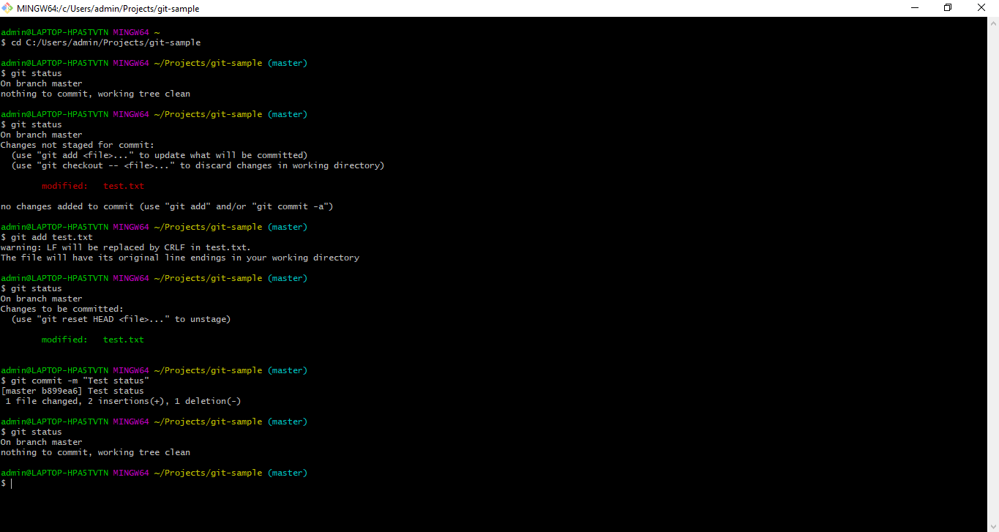 MINGW64:/c/Users/admin/Projects/git-sample
admin@LAPTOP-HPA5TVTN MINGW64 ~
$ cd C:/Users/admin/Projects/git-sample
admin@LAPTOP-HPA5TVTN MINGW64 ~/Projects/git-sample (master)
$ git status
On branch master
nothing to commit, working tree clean
admin@LAPTOP-HPA5TVTN MINGW64 ~/Projects/git-sample (master)
$ git status
On branch master
Changes not staged for commit:
  (use "git add <file>..." to update what will be committed)
  (use "git checkout -- <file>..." to discard changes in working directory)
        modified:   test.txt
no changes added to commit (use "git add" and/or "git commit -a")
admin@LAPTOP-HPA5TVTN MINGW64 ~/Projects/git-sample (master)
$ git add test.txt
warning: LF will be replaced by CRLF in test.txt.
The file will have its original line endings in your working directory
admin@LAPTOP-HPA5TVTN MINGW64 ~/Projects/git-sample (master)
$ git status
On branch master
Changes to be committed:
  (use "git reset HEAD <file>..." to unstage)
        modified:   test.txt
admin@LAPTOP-HPA5TVTN MINGW64 ~/Projects/git-sample (master)
$ git commit -m "Test status"
[master b899ea6] Test status
 1 file changed, 2 insertions(+), 1 deletion(-)
admin@LAPTOP-HPA5TVTN MINGW64 ~/Projects/git-sample (master)
$ git status
On branch master
nothing to commit, working tree clean
admin@LAPTOP-HPA5TVTN MINGW64 ~/Projects/git-sample (master)
$